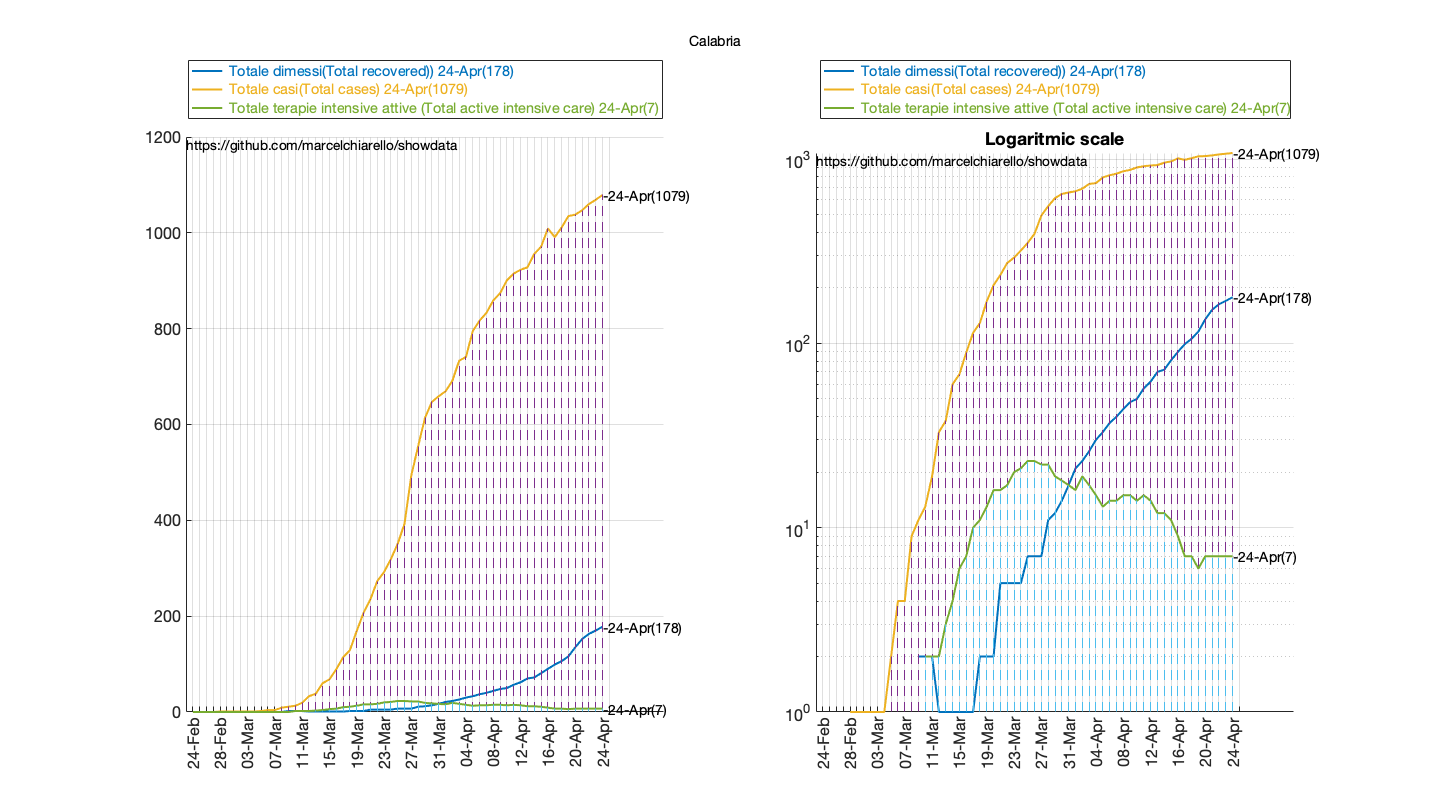 Calabria
Totale dimessi(Total recovered)) 24-Apr(178)
Totale casi(Total cases) 24-Apr(1079)
Totale terapie intensive attive (Total active intensive care) 24-Apr(7)
1200
1000
800
600
400
200
0
https://github.com/marcelchiarello/showdata
-24-Apr(1079)
-24-Apr(178)
-24-Apr(7)
24-Feb
28-Feb
03-Mar
07-Mar
11-Mar
15-Mar
19-Mar
23-Mar
27-Mar
31-Mar
04-Apr
08-Apr
12-Apr
16-Apr
20-Apr
24-Apr
Totale dimessi(Total recovered)) 24-Apr(178)
Totale casi(Total cases) 24-Apr(1079)
Totale terapie intensive attive (Total active intensive care) 24-Apr(7)
Logaritmic scale
10^3
10^2
10^1
10^0
https://github.com/marcelchiarello/showdata
-24-Apr(1079)
-24-Apr(178)
-24-Apr(7)
24-Feb
28-Feb
03-Mar
07-Mar
11-Mar
15-Mar
19-Mar
23-Mar
27-Mar
31-Mar
04-Apr
08-Apr
12-Apr
16-Apr
20-Apr
24-Apr